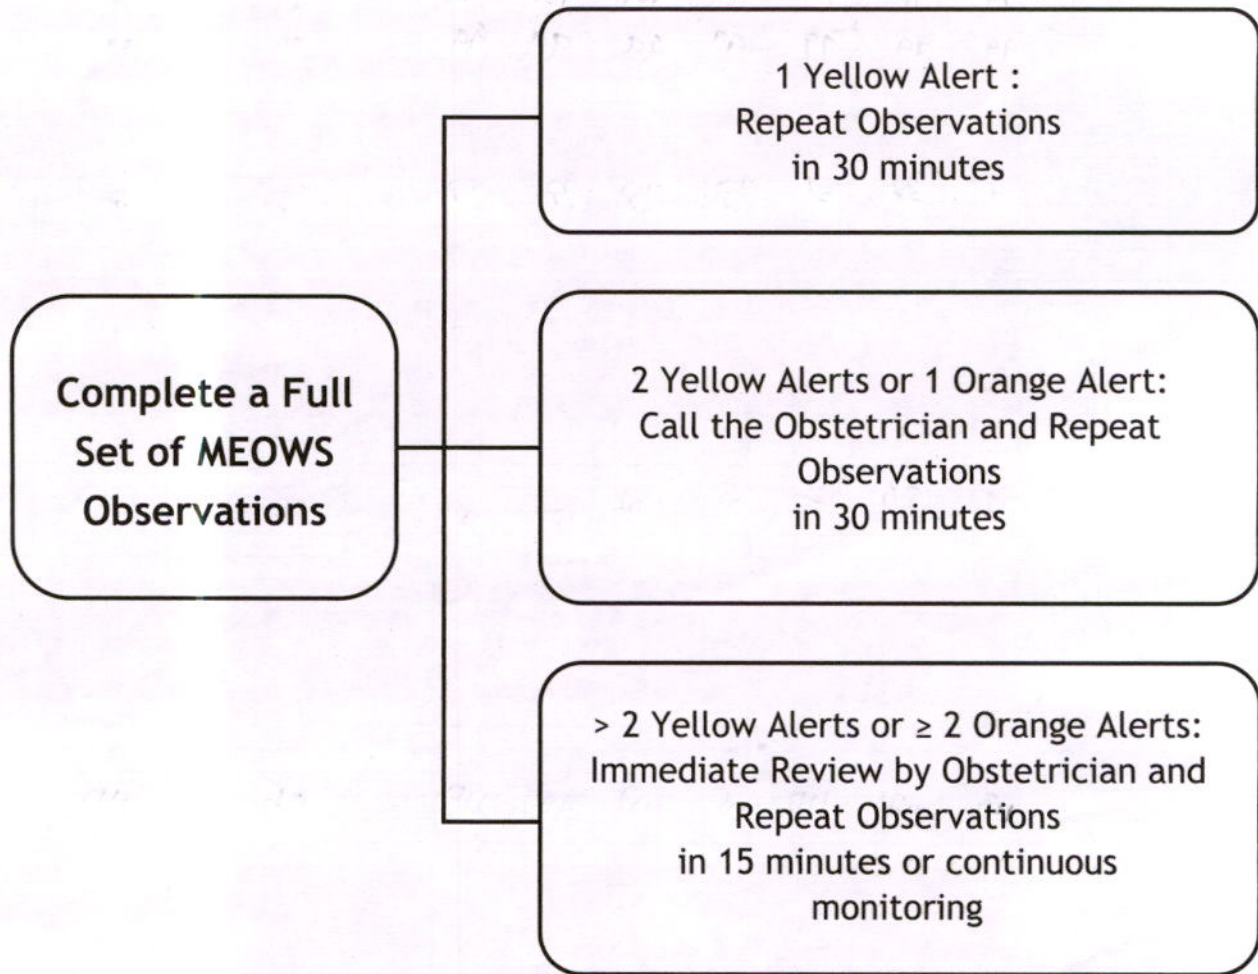 1 Yellow Alert :
Repeat Observations
in 30 minutes
Complete a Full
Set of MEOWS
Observations
2 Yellow Alerts or 1 Orange Alert:
Call the Obstetrician and Repeat
Observations
in 30 minutes
> 2 Yellow Alerts or ≥ 2 Orange Alerts:
Immediate Review by Obstetrician and
Repeat Observations
in 15 minutes or continuous
monitoring